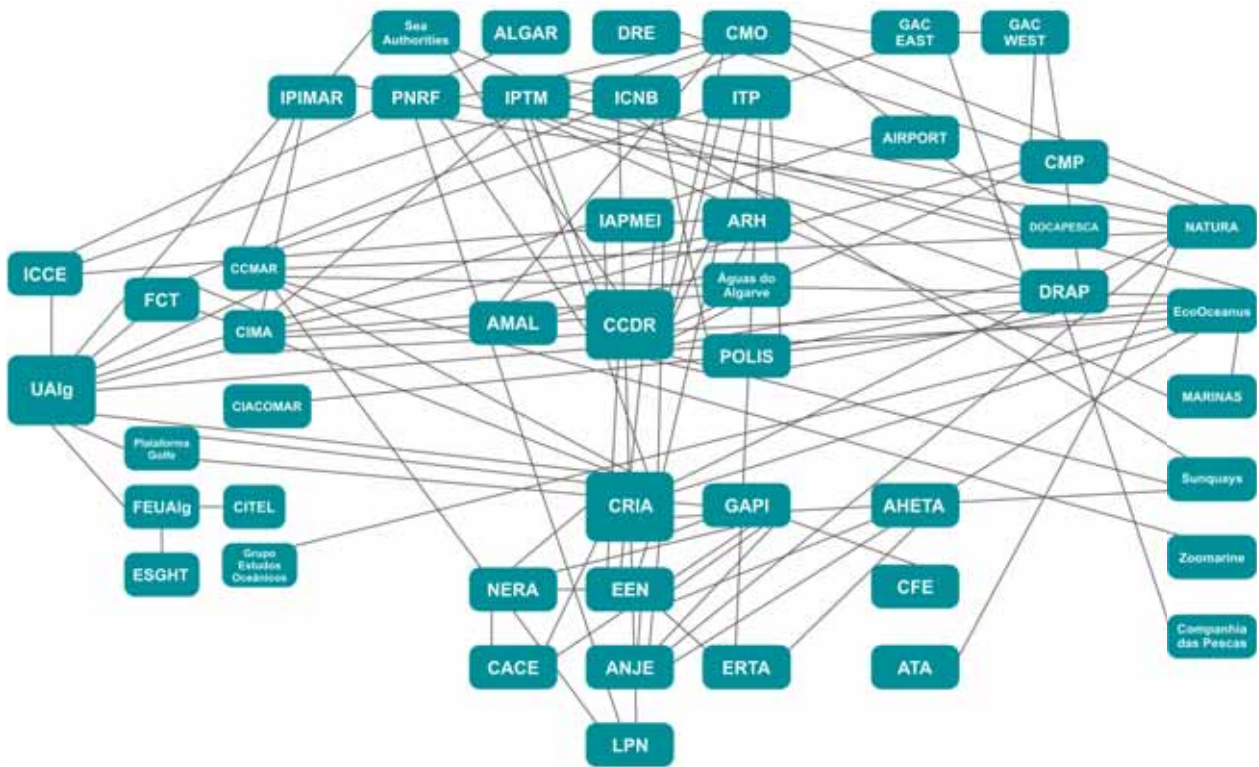 Sea
Authorities
ALGAR
DRE
CMO
GAC
EAST
GAC
WEST
IPIMAR
PNRF
IPTM
ICNB
ITP
AIRPORT
CMP
IAPMEI
ARH
DOCAPESCA
NATURA
ICCE
CCMAR
FCT
Águas do
Algarve
DRAP
EcoOceanus
CIMA
AMAL
CCDR
POLIS
UAlg
CIACOMAR
MARINAS
Plataforma
Golfe
Sunquays
FEUAlg
CITEL
CRIA
GAPI
AHETA
ESGHT
Grupo
Estudos
Oceânicos
Zoomarine
NERA
EEN
CFE
Companhia
das Pescas
CACE
ANJE
ERTA
ATA
LPN